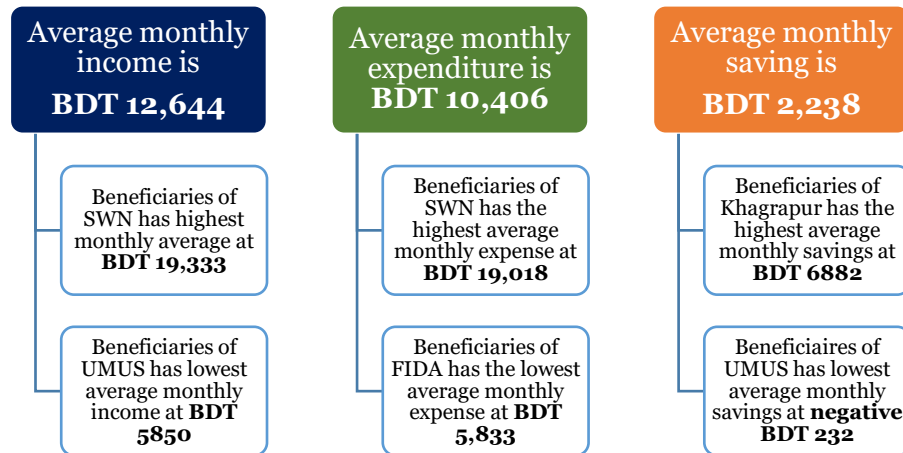 Average monthly
income is
BDT 12,644
Beneficiaries of
SWN has highest
monthly average at
BDT 19,333
Beneficiaries of
UMUS has lowest
average monthly
income at BDT
5850
Average monthly
expenditure is
BDT 10,406
Beneficiaries of
SWN has the
highest average
monthly expense at
BDT 19,018
Beneficiaries of
FIDA has the lowest
average monthly
expense at BDT
5,833
Average monthly
saving is
BDT 2,238
Beneficiaries of
Khagrapur has the
highest average
monthly savings at
BDT 6882
Beneficiaires of
UMUS has lowest
average monthly
savings at negative
BDT 232